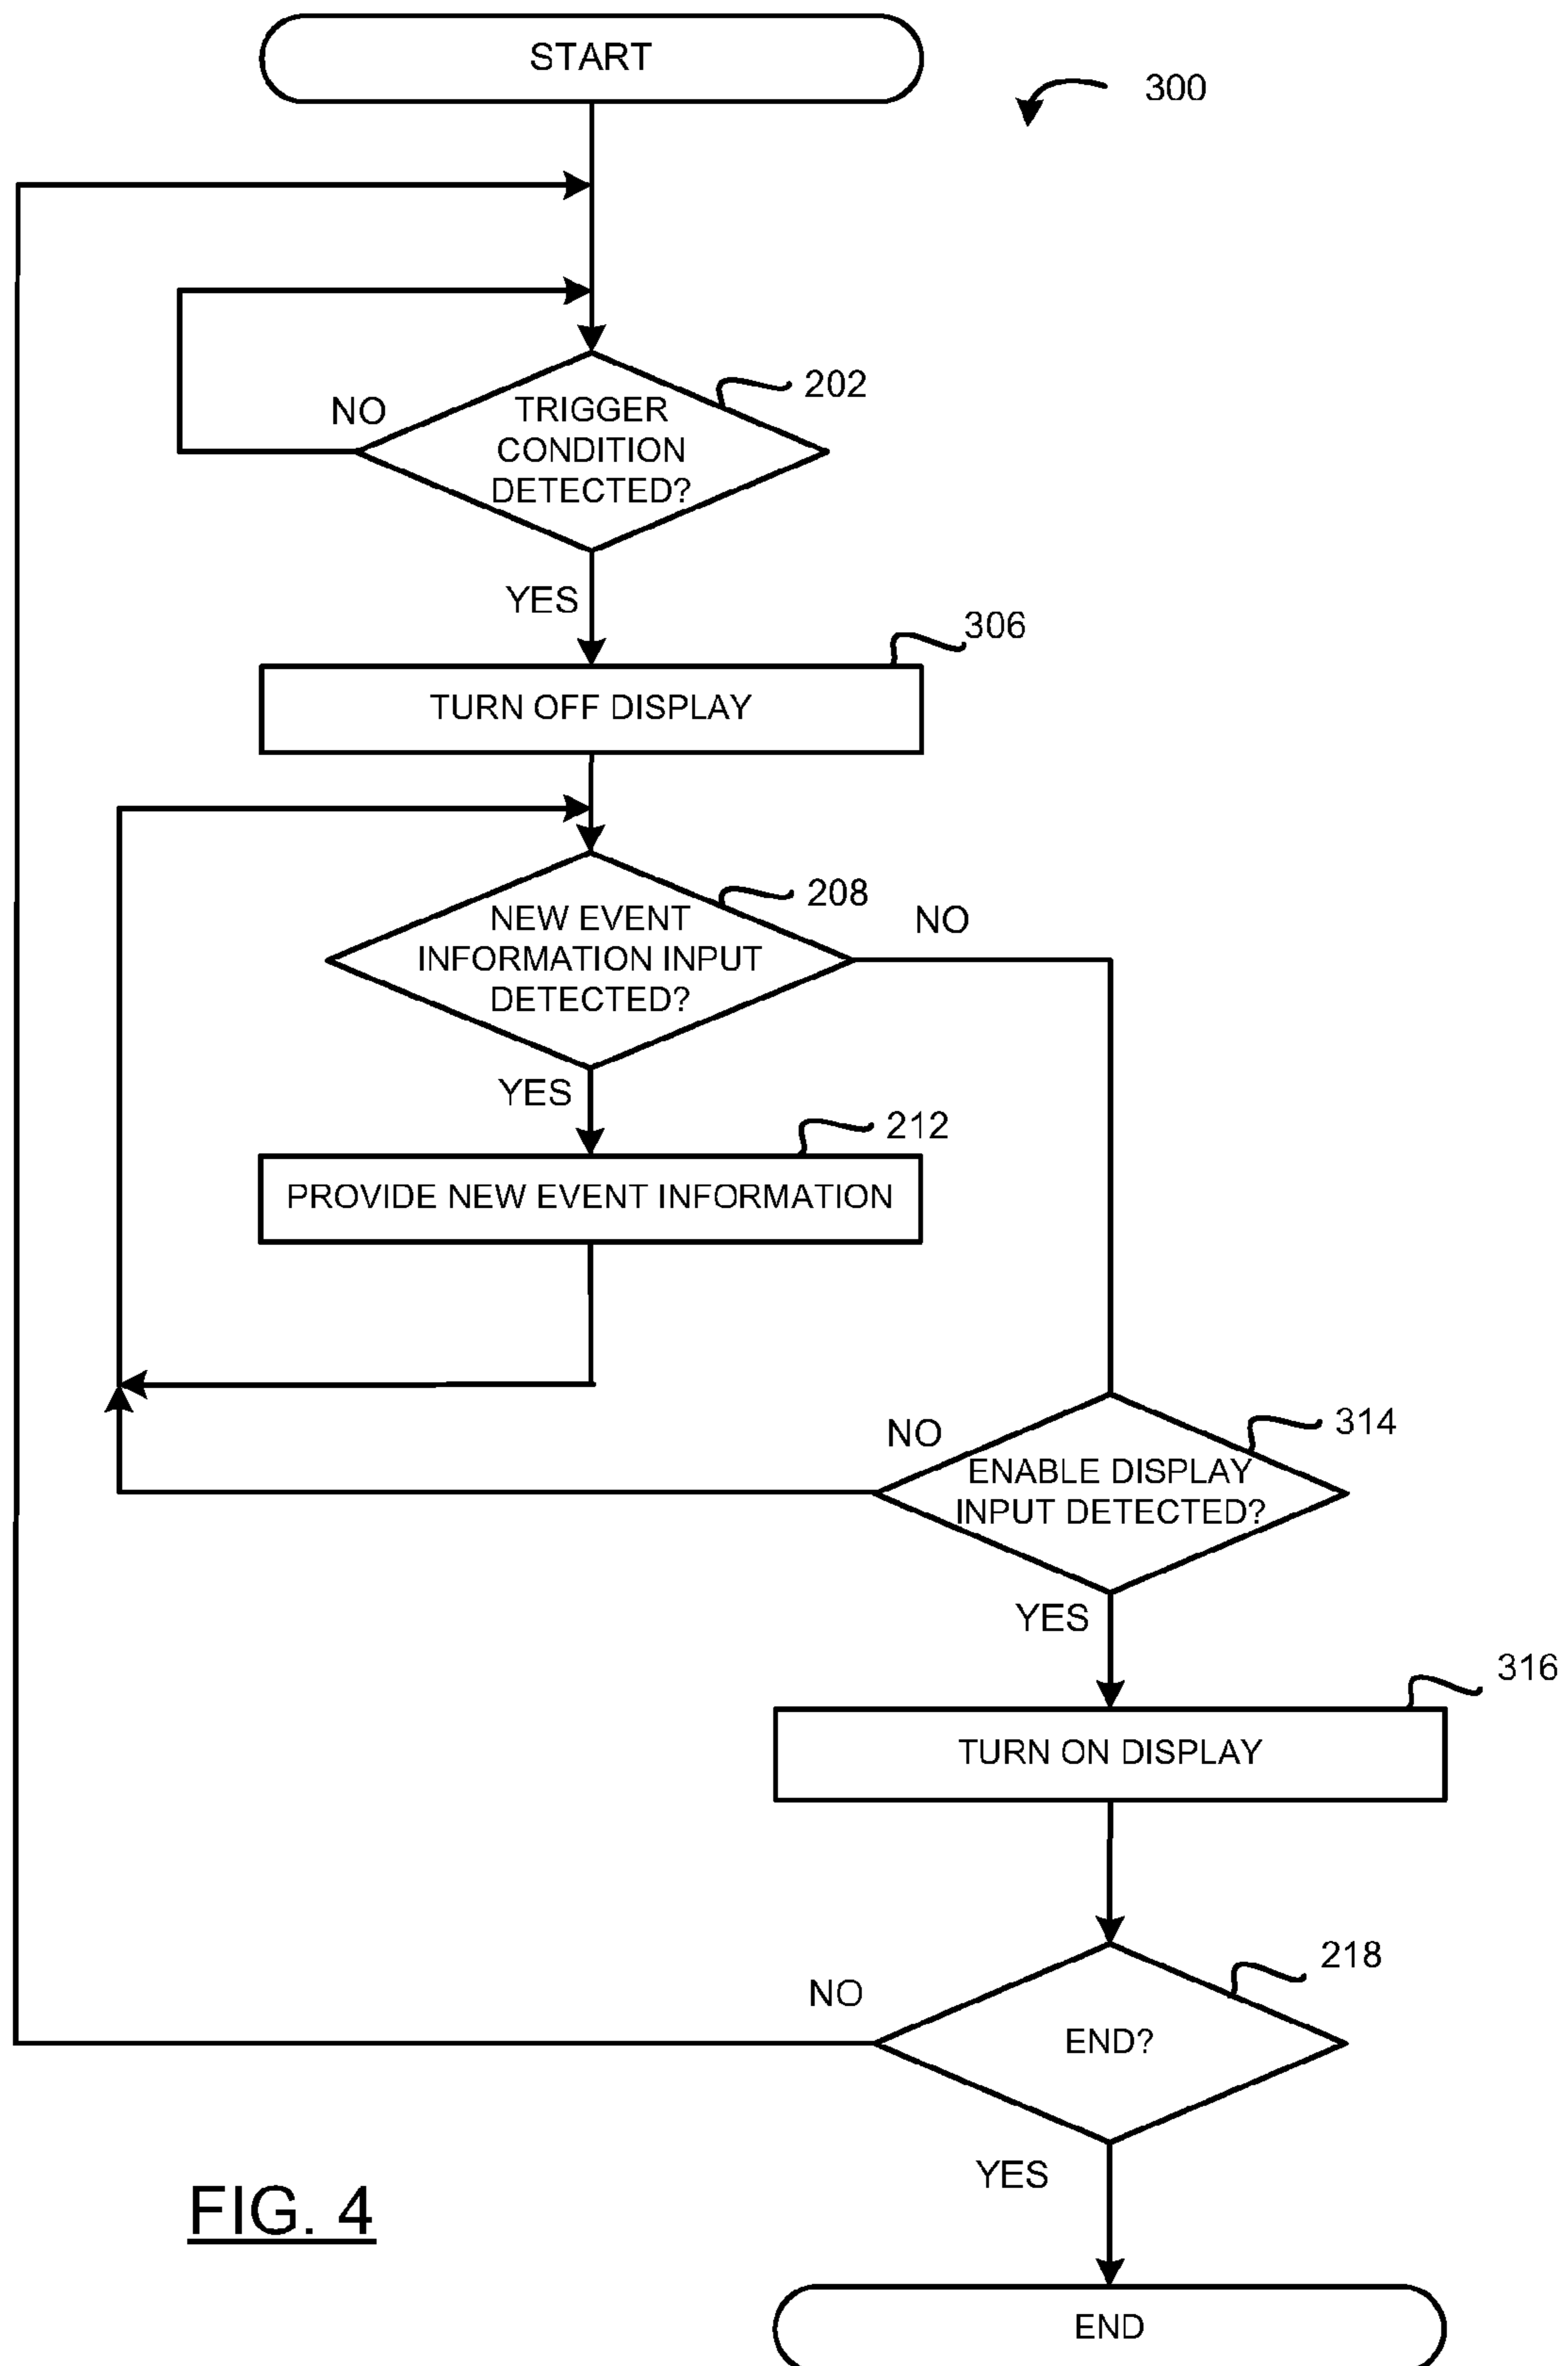 START
300
202
NO
TRIGGER
CONDITION
DETECTED?
YES
306
TURN OFF DISPLAY
208
NO
NEW EVENT
INFORMATION INPUT
DETECTED?
YES
212
PROVIDE NEW EVENT INFORMATION
314
NO
ENABLE DISPLAY
INPUT DETECTED?
YES
316
TURN ON DISPLAY
218
NO
END?
YES
FIG. 4
END